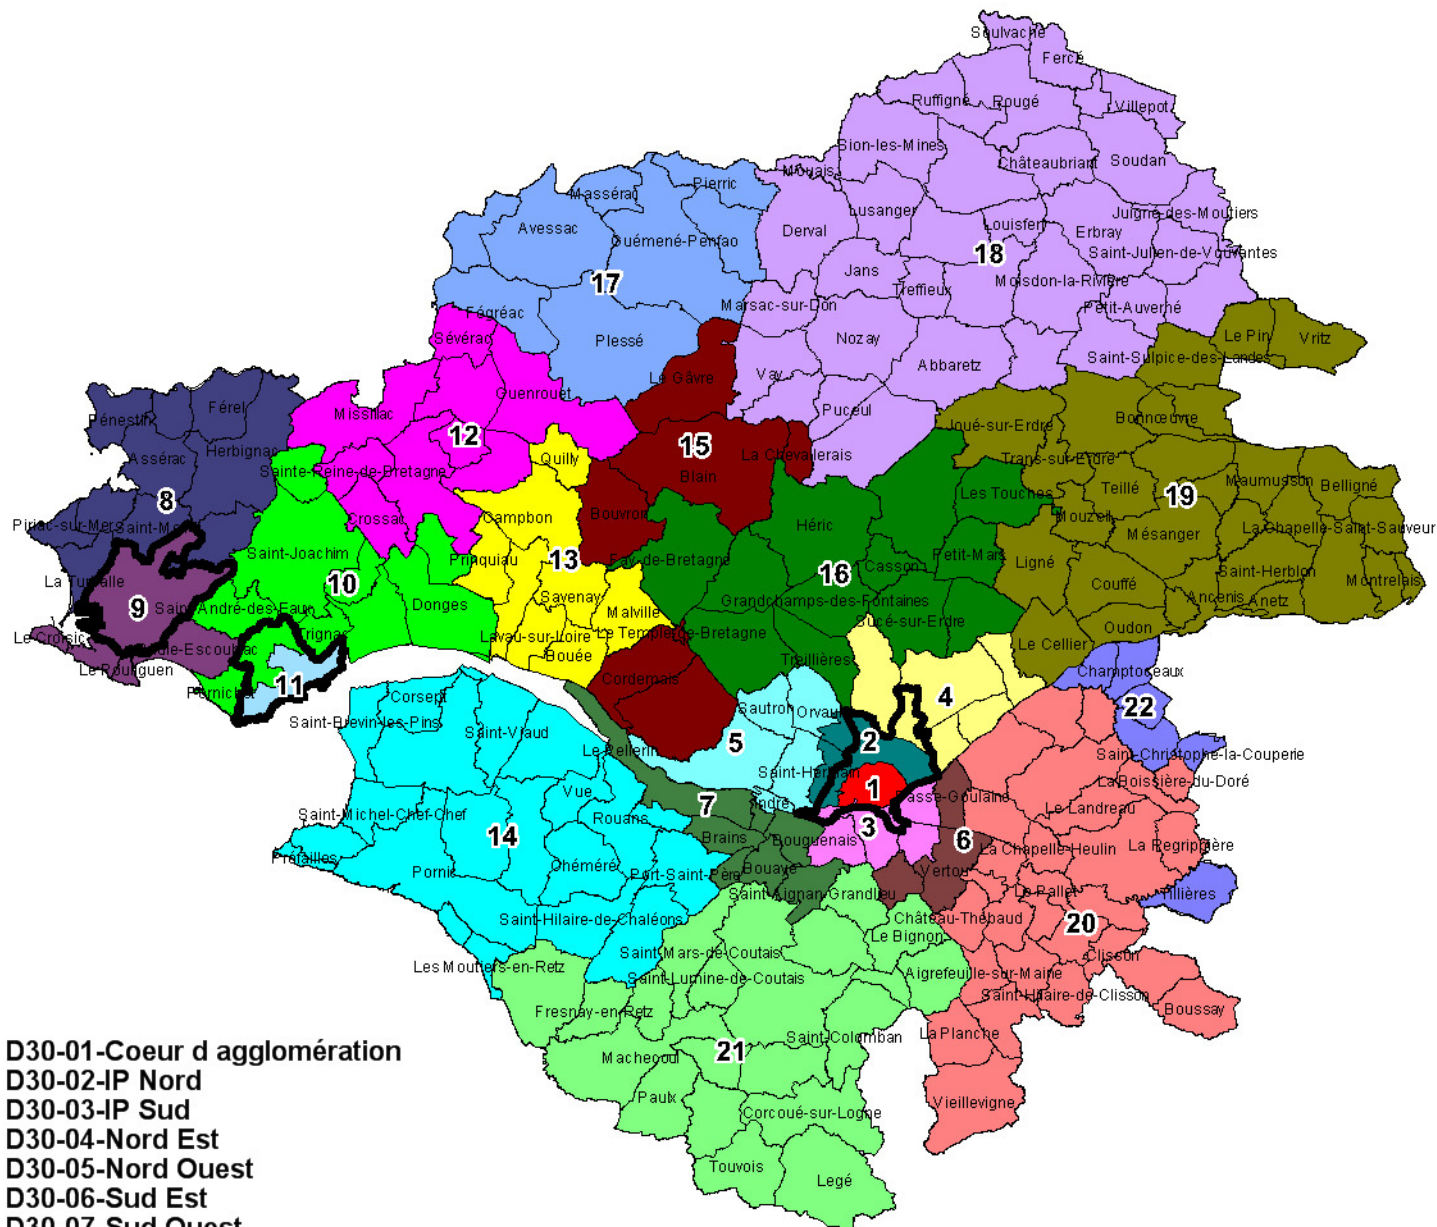 Soulvache
Fercé
Ruffigné
Rougé
Villepot
Sion-les-Mines
Châteaubriant
Soudan
Mouais
Pierric
Massérac
Lusanger
Juigné-des-Moutiers
Avessac
Derval
Louisfert
Erbray
Guémené-Penfao
18
Saint-Julien-de-Vouvantes
17
Jans
Treffieux
Moisdon-la-Rivière
Marsac-sur-Don
Petit-Auverné
Fégréac
Sévérac
Plessé
Nozay
Le Pin
Vritz
Saint-Sulpice-des-Landes
Abbaretz
Le Gâvre
Vay
Guenrouet
Puceul
Férel
Missillac
Pénestin
Bonnœuvre
Joué-sur-Erdre
12
15
Herbignac
La Chevallerais
Assérac
Quilly
Trans-sur-Erdre
Sainte-Reine-de-Bretagne
Blain
Maumusson
Belligné
Teillé
19
Les Touches
8
Bouvron
Campbon
Crossac
Mouzeil
Héric
Piriac-sur-Mer
La Chapelle-Saint-Sauveur
Mésanger
Saint-Joachim
Prinquiau
13
Fay-de-Bretagne
Petit-Mars
Casson
Ligné
16
Saint-Herblon
La Turballe
10
Couffé
Montrelais
Savenay
9
Saint-André-des-Eaux
Donges
Malville
Grandchamps-des-Fontaines
Ancenis
Anetz
Sucé-sur-Erdre
Oudon
Le Croisic
Trignac
Lavau-sur-Loire
Le Temple-de-Bretagne
Le Cellier
Bouée
Treillières
Le Pouliguen
Champtoceaux
Cordemais
11
Pornichet
Corsept
4
22
Saint-Brevin-les-Pins
Sautron
Orvault
Saint-Viaud
5
2
Le Pellerin
Saint-Christophe-la-Couperie
Saint-Herblain
La Boissière-du-Doré
Vue
1
Basse-Goulaine
Indre
7
Le Landreau
Saint-Michel-Chef-Chef
Rouans
3
14
Brains
Bouguenais
6
La Regrippière
La Chapelle-Heulin
Préfailles
Pornic
Chéméré
Port-Saint-Père
Bouaye
Vertou
Le Pallet
Tillières
Saint-Aignan-Grandlieu
Saint-Hilaire-de-Chaléons
Château-Thébaud
20
Le Bignon
Saint-Mars-de-Coutais
Clisson
Les Moutiers-en-Retz
Aigrefeuille-sur-Maine
Saint-Lumine-de-Coutais
Saint-Hilaire-de-Clisson
Fresnay-en-Retz
Boussay
La Planche
Saint-Colomban
21
Machecoul
Paulx
Vieillevigne
Corcoué-sur-Logne
Touvois
Legé
D30-01-Coeur d agglomération
D30-02-IP Nord
D30-03-IP Sud
D30-04-Nord Est
D30-05-Nord Ouest
D30-06-Sud Est
D30-07-Sud Ouest